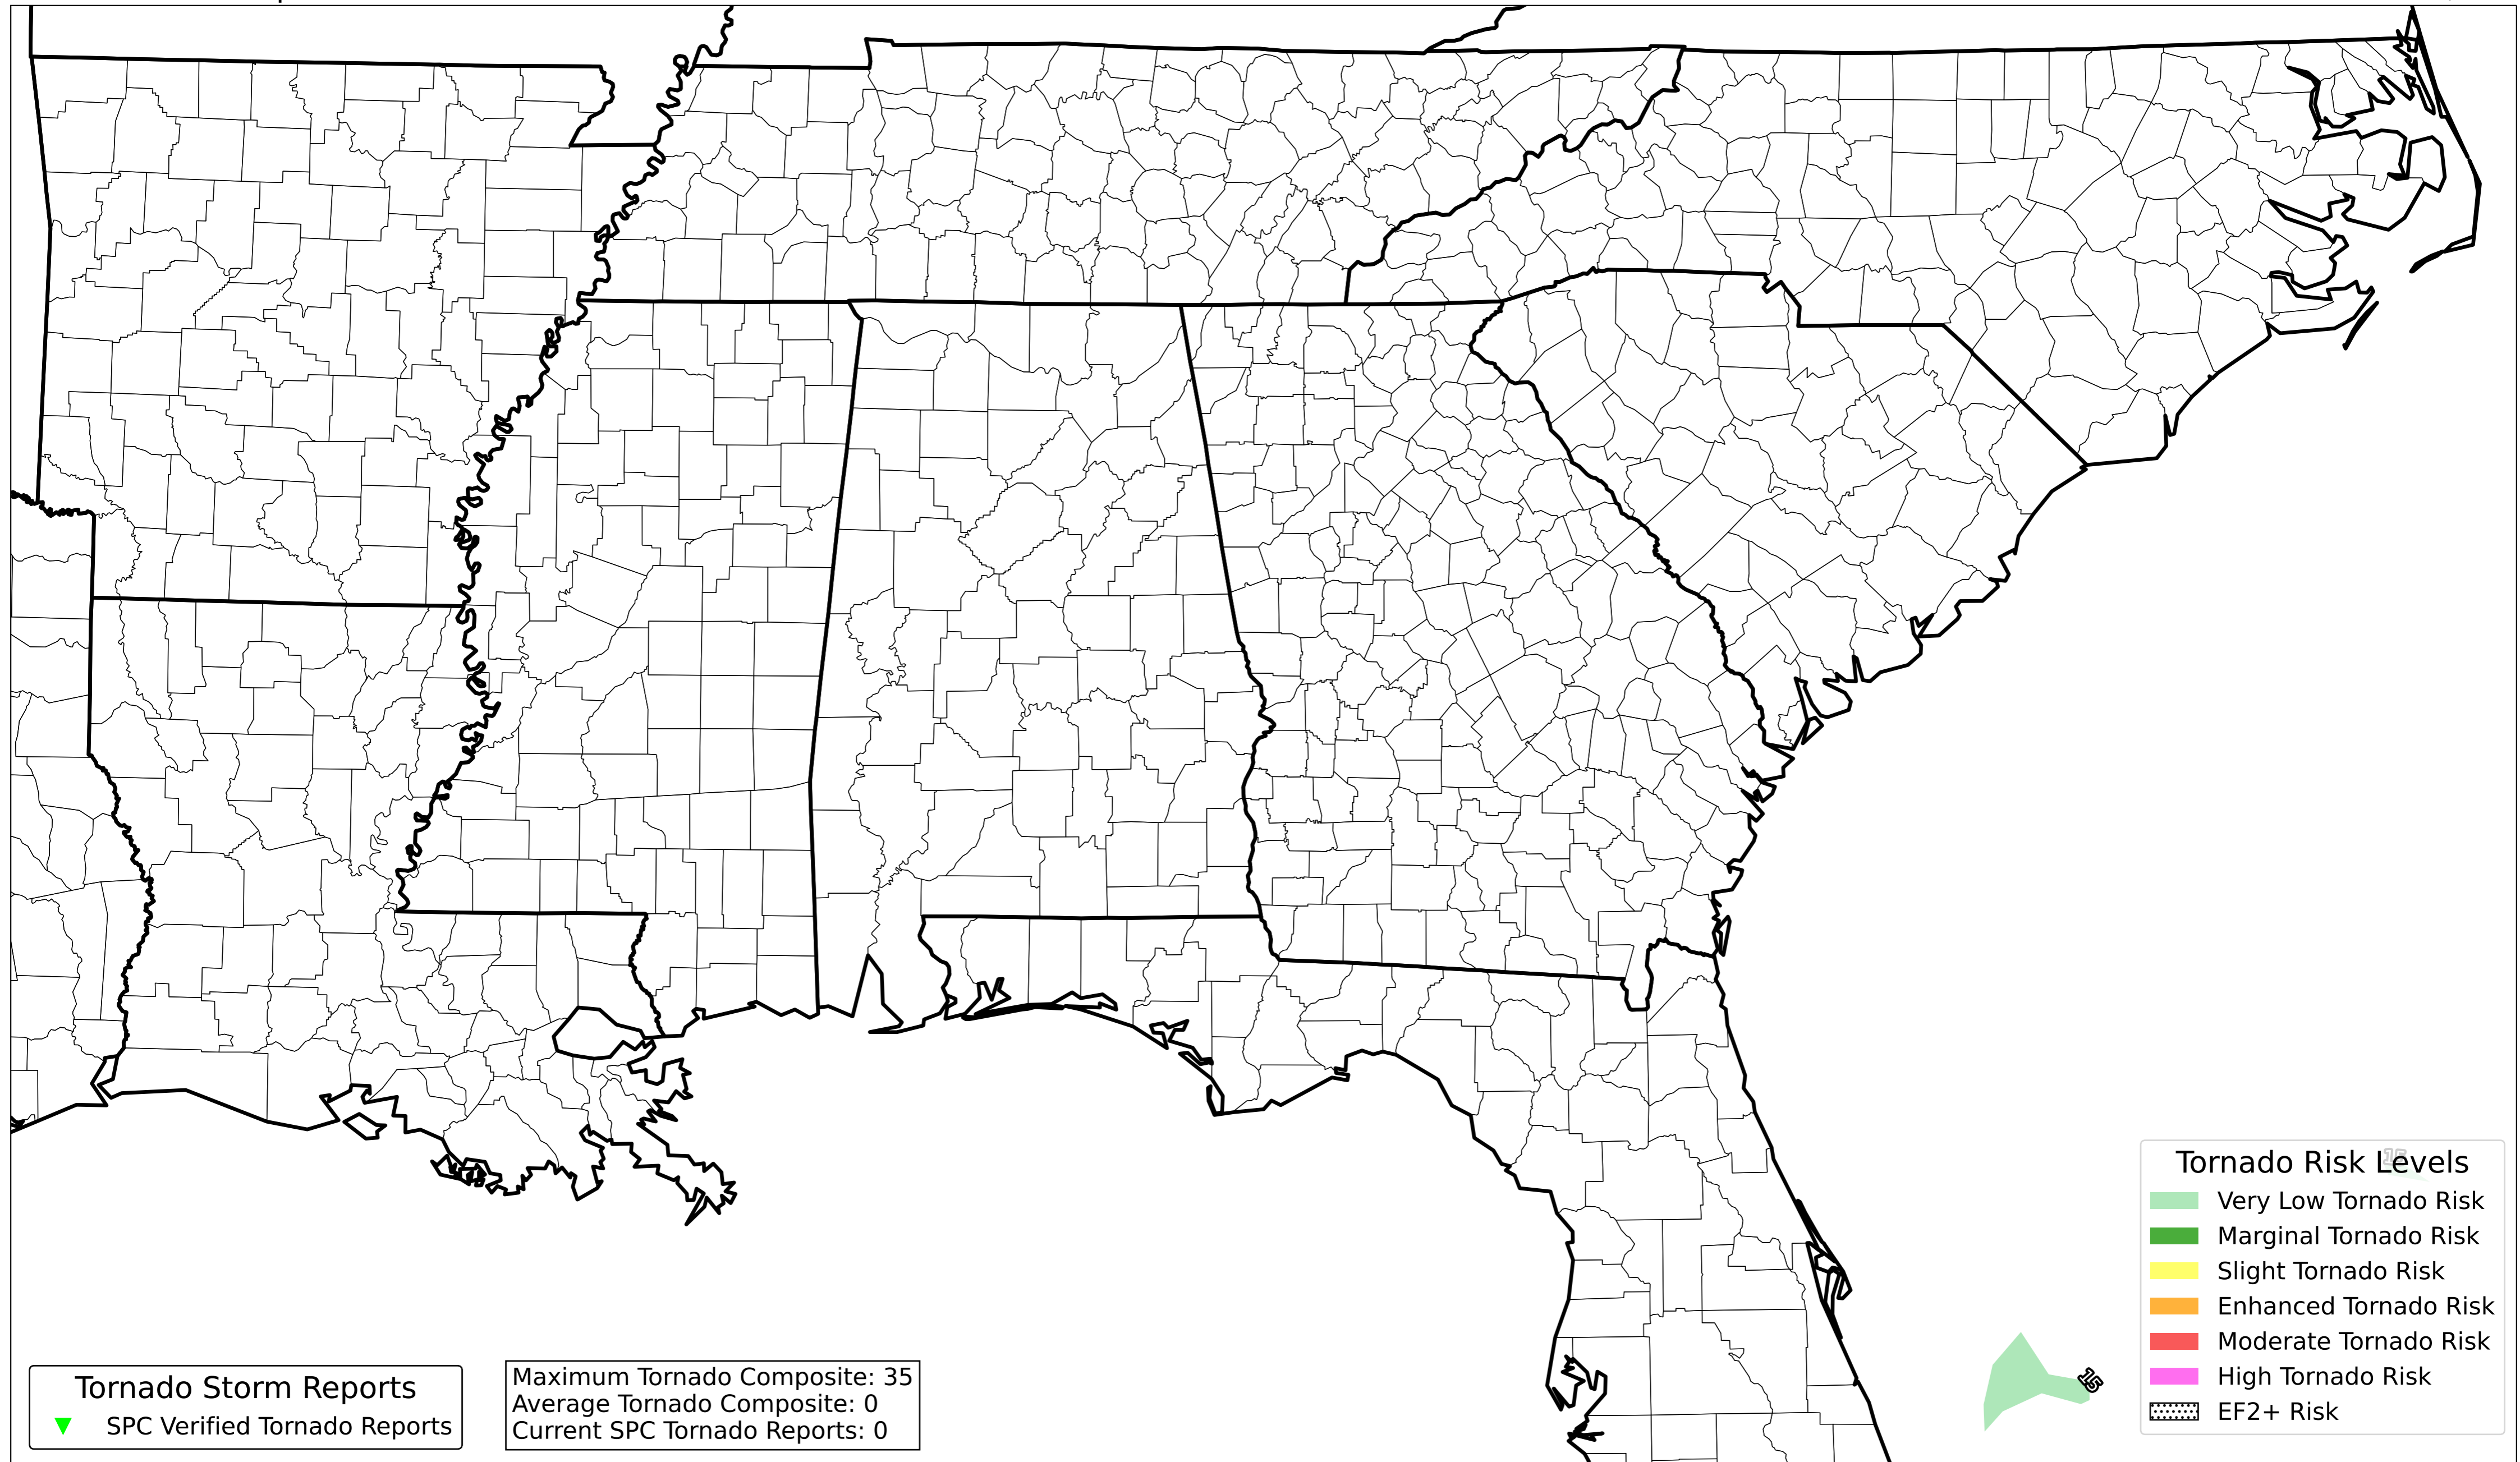 Tornado Storm Reports
SPC Verified Tornado Reports
Maximum Tornado Composite: 35
Average Tornado Composite: 0
Current SPC Tornado Reports: 0
15
15
Tornado Risk Levels
Very Low Tornado Risk
Marginal Tornado Risk
Slight Tornado Risk
Enhanced Tornado Risk
Moderate Tornado Risk
High Tornado Risk
EF2+ Risk